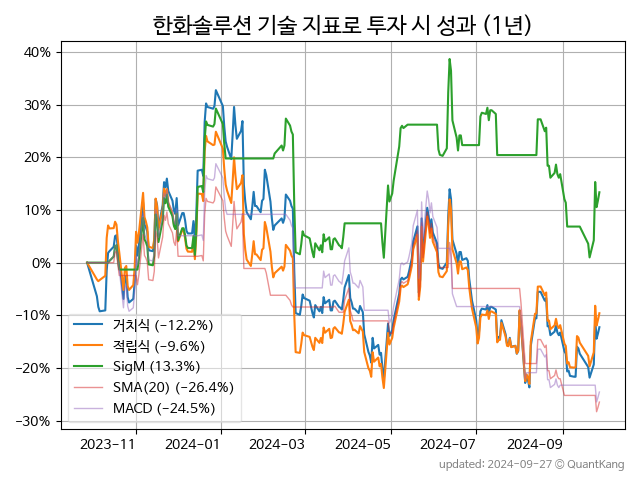 한화솔루션 기술 지표로 투자 시 성과 (1년)
40%
30%
20%
10%
0%
−10%
−20%
−30%
거치식 (−12.2%)
적립식 (−9.6%)
SigM (13.3%)
SMA(20) (−26.4%)
MACD (−24.5%)
2023-11 2024-01 2024-03 2024-05 2024-07 2024-09
updated: 2024-09-27 © QuantKang